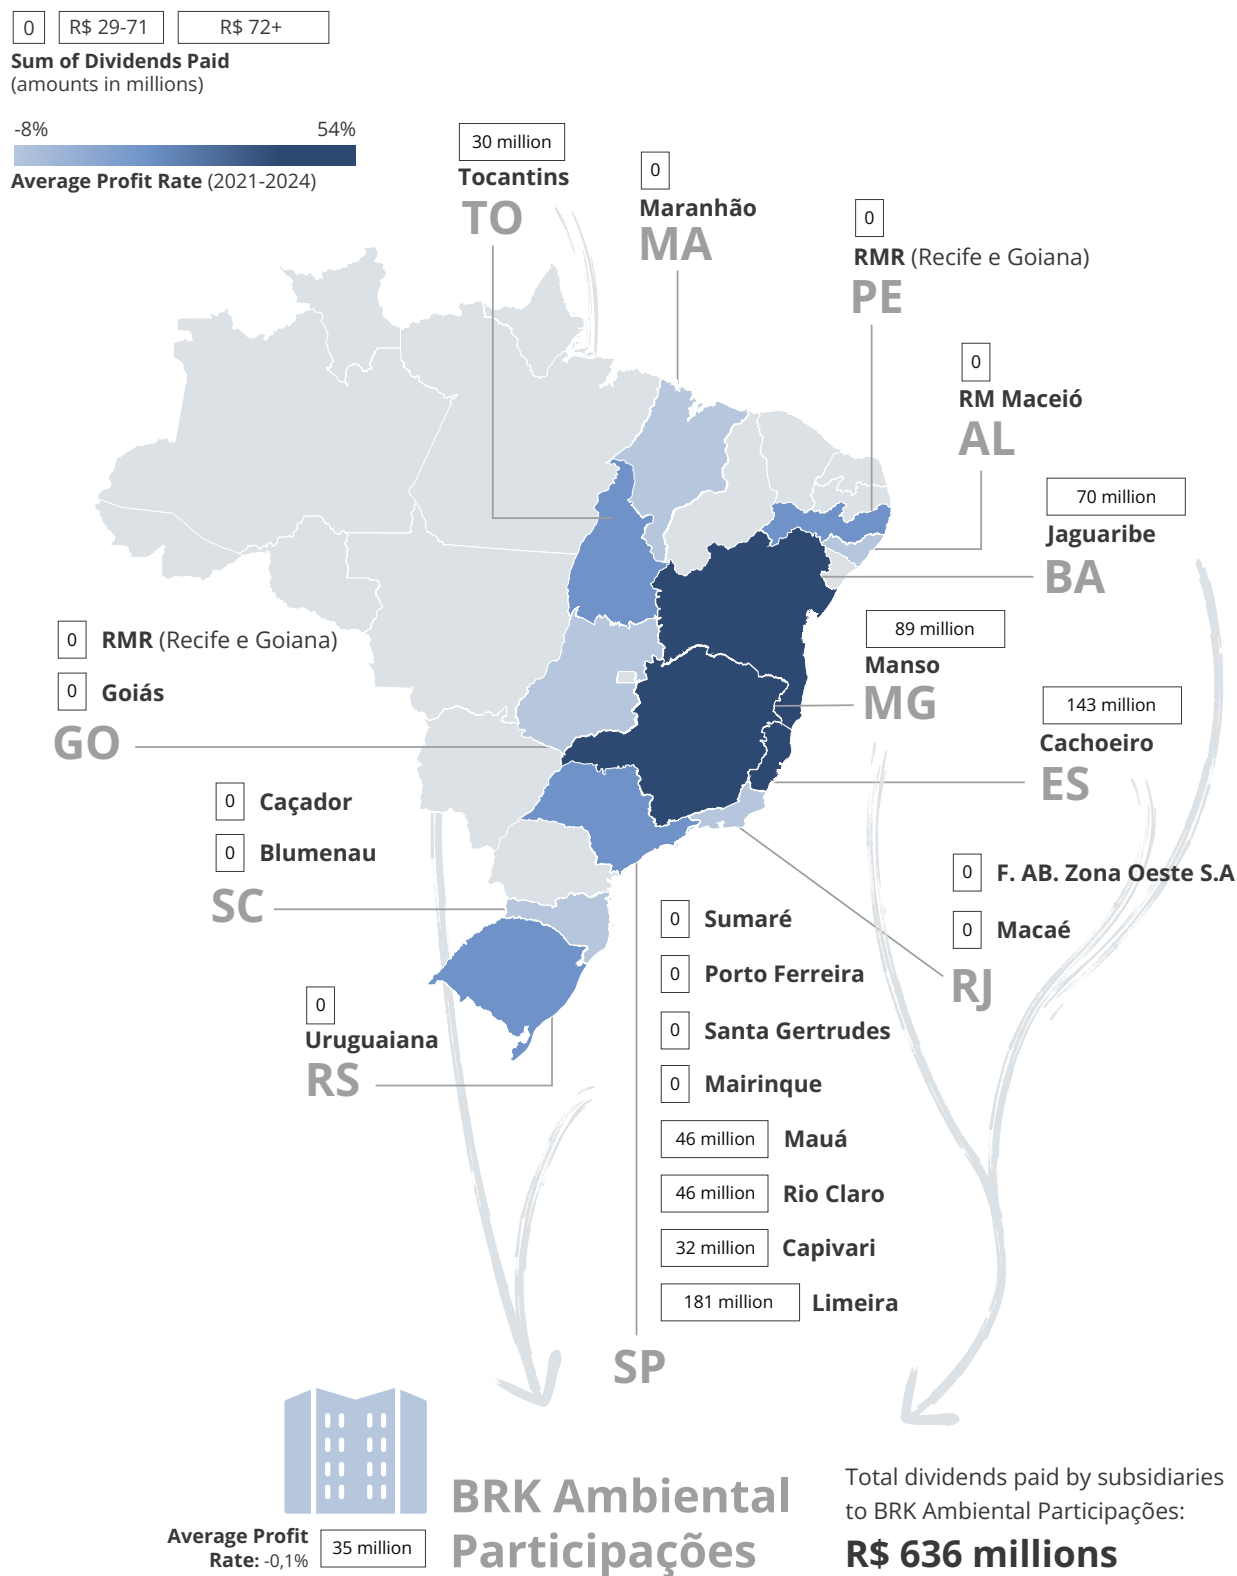 0
R$ 29-71
R$ 72+
Sum of Dividends Paid
(amounts in millions)
-8%
54%
Average Profit Rate (2021-2024)
30 million
Tocantins
TO
0
Maranhão
MA
0
RMR (Recife e Goiana)
PE
0
RM Maceió
AL
70 million
Jaguaribe
BA
89 million
Manso
MG
143 million
Cachoeiro
ES
0 RMR (Recife e Goiana)
0 Goiás
GO
0 Caçador
0 Blumenau
SC
0 F. AB. Zona Oeste S.A
0 Macaé
RJ
0
Uruguaiana
RS
0 Sumaré
0 Porto Ferreira
0 Santa Gertrudes
0 Mairinque
46 million Mauá
46 million Rio Claro
32 million Capivari
181 million Limeira
SP
Average Profit
Rate: -0,1%
35 million
BRK Ambiental
Participações
Total dividends paid by subsidiaries
to BRK Ambiental Participações:
R$ 636 millions